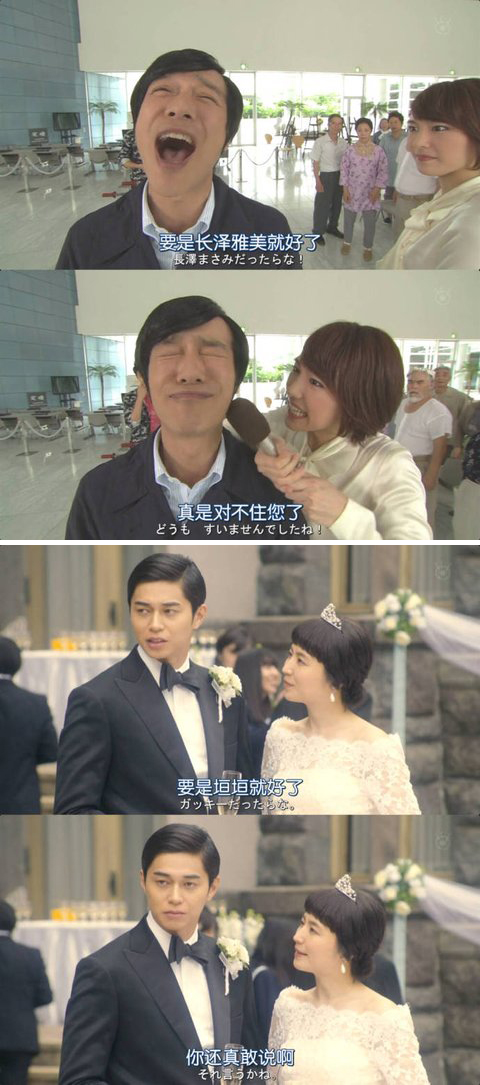 要是长泽雅美就好了
長澤まさみだったらな！
真是对不住您了
どうも すいませんでしたね！
要是垣垣就好了
ガッキーだったらな。
你还真敢说啊
それ言うかね。